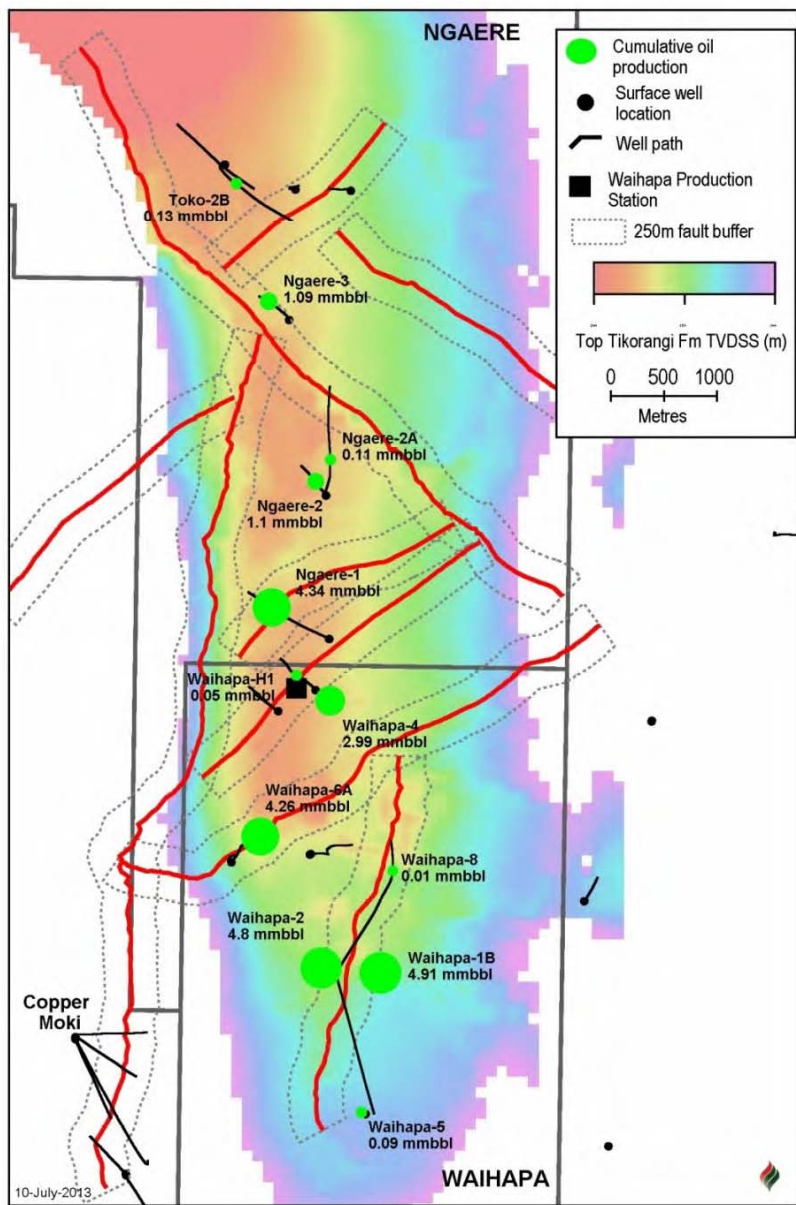 NGAERE
Cumulative oil
production
Surface well
location
Well path
Waihapa Production
Station
250m fault buffer
Top Tikorangi Fm TVDSS (m)
0 500 1000
Metres
Toko-2B
0.13 mmbbl
Ngaere-3
1.09 mmbbl
Ngaere-2A
0.11 mmbbl
Ngaere-2
1.1 mmbbl
Ngaere-1
4.34 mmbbl
Waihapa-H1
0.05 mmbbl
Waihapa-4
2.99 mmbbl
Waihapa-6A
4.26 mmbbl
Waihapa-8
0.01 mmbbl
Waihapa-2
4.8 mmbbl
Waihapa-1B
4.91 mmbbl
Copper
Moki
Waihapa-5
0.09 mmbbl
WAIHAPA
10-July-2013